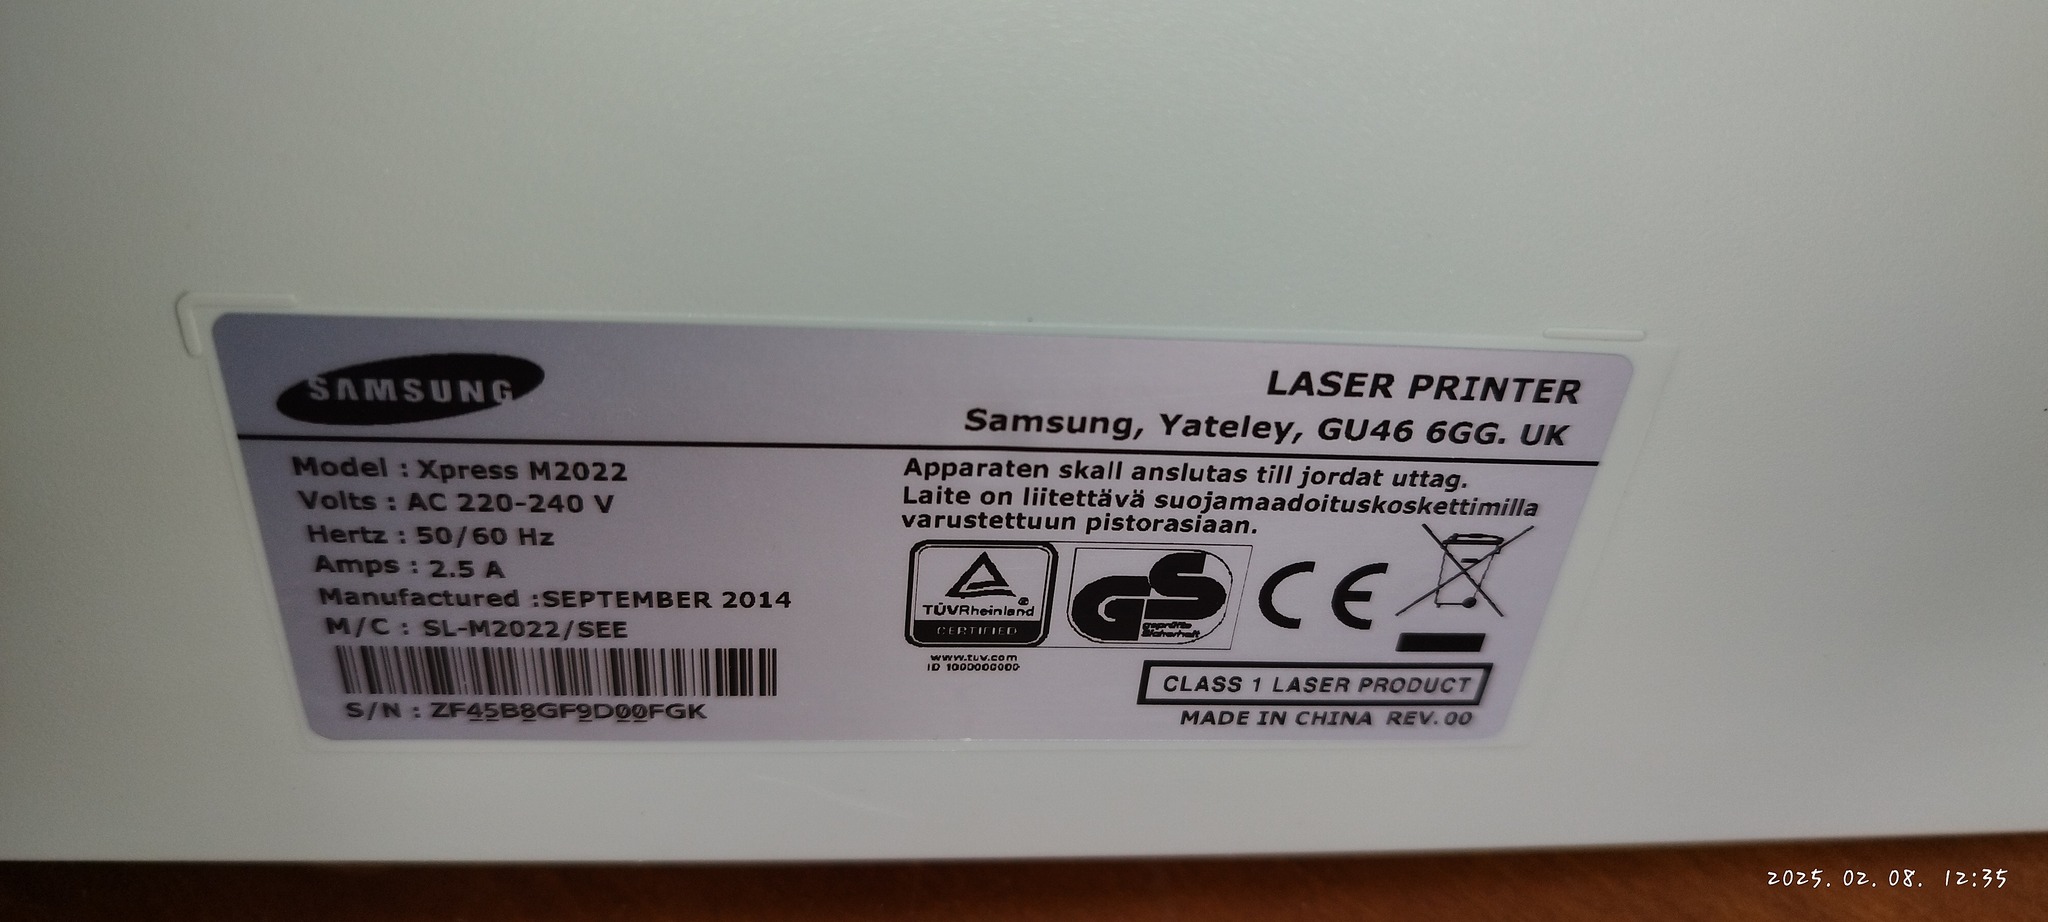 SAMSUNG
LASER PRINTER
Samsung, Yateley, GU46 6GG. UK
Model : Xpress M2022
Volts : AC 220-240 V
Hertz : 50/60 Hz
Amps : 2.5 A
Manufactured :SEPTEMBER 2014
M/C : SL-M2022/SEE
S/N : ZF45B8GF9D00FGK
Apparaten skall anslutas till jordat uttag.
Laite on liitettävä suojamaadoituskoskettimilla
varustettuun pistorasiaan.
TÜVRheinland®
CERTIFIED
www.tuv.com
ID 1000000000
GS
geprüfte
Sicherheit
CE
CLASS 1 LASER PRODUCT
MADE IN CHINA REV. 00
2025. 02. 08. 12:35